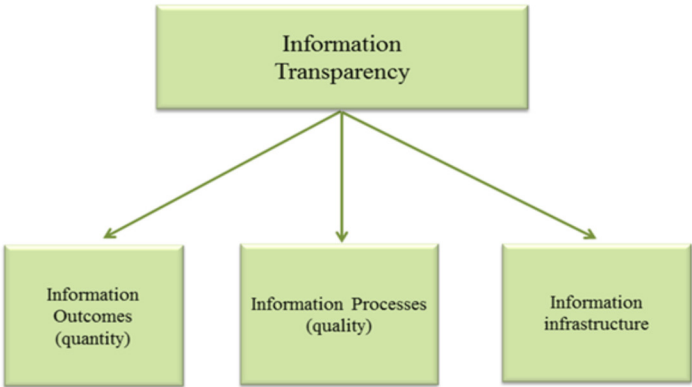 Information
Transparency
Information
Outcomes
(quantity)
Information Processes
(quality)
Information
infrastructure